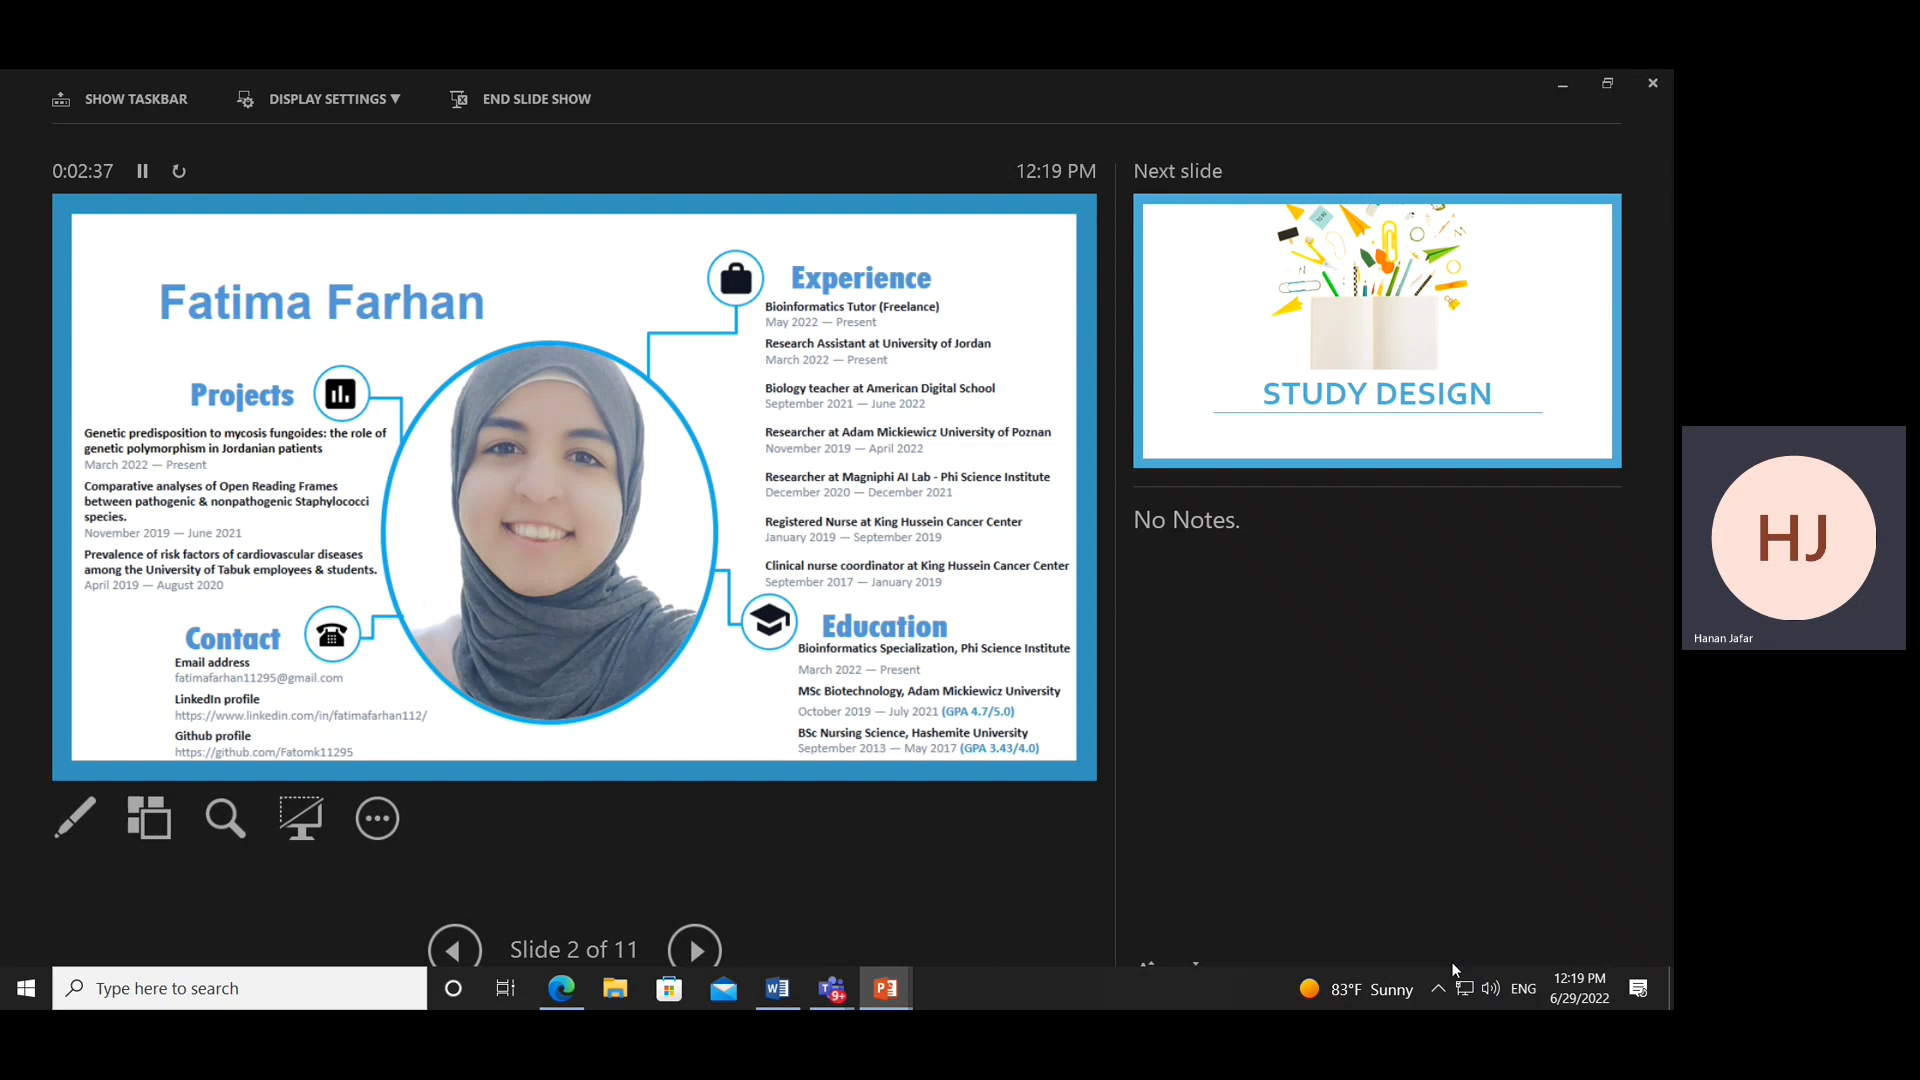 SHOW TASKBAR
DISPLAY SETTINGS ▼
END SLIDE SHOW
0:02:37
12:19 PM
Fatima Farhan
Projects
Genetic predisposition to mycosis fungoides: the role of
genetic polymorphism in Jordanian patients
March 2022 — Present
Comparative analyses of Open Reading Frames
between pathogenic & nonpathogenic Staphylococci
species.
November 2019 — June 2021
Prevalence of risk factors of cardiovascular diseases
among the University of Tabuk employees & students.
April 2019 — August 2020
Contact
Email address
fatimafarhan11295@gmail.com
LinkedIn profile
https://www.linkedin.com/in/fatimafarhan112/
Github profile
https://github.com/Fatomk11295
Experience
Bioinformatics Tutor (Freelance)
May 2022 — Present
Research Assistant at University of Jordan
March 2022 — Present
Biology teacher at American Digital School
September 2021 — June 2022
Researcher at Adam Mickiewicz University of Poznan
November 2019 — April 2022
Researcher at Magniphi AI Lab - Phi Science Institute
December 2020 — December 2021
Registered Nurse at King Hussein Cancer Center
January 2019 — September 2019
Clinical nurse coordinator at King Hussein Cancer Center
September 2017 — January 2019
Education
Bioinformatics Specialization, Phi Science Institute
March 2022 — Present
MSc Biotechnology, Adam Mickiewicz University
October 2019 — July 2021 (GPA 4.7/5.0)
BSc Nursing Science, Hashemite University
September 2013 — May 2017 (GPA 3.43/4.0)
Next slide
STUDY DESIGN
No Notes.
HJ
Hanan Jafar
Slide 2 of 11
Type here to search
9+
83°F Sunny
ENG
12:19 PM
6/29/2022